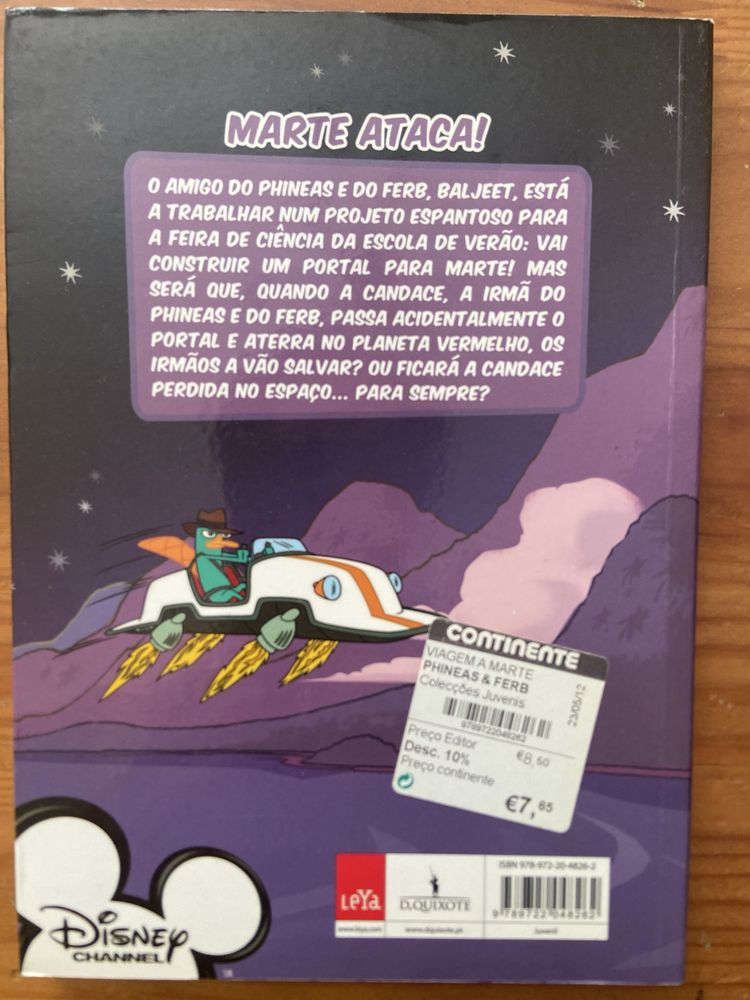 MARTE ATACA!
O AMIGO DO PHINEAS E DO FERB, BALJEET, ESTÁ
A TRABALHAR NUM PROJETO ESPANTOSO PARA
A FEIRA DE CIÊNCIA DA ESCOLA DE VERÃO: VAI
CONSTRUIR UM PORTAL PARA MARTE! MAS
SERÁ QUE, QUANDO A CANDACE, A IRMÃ DO
PHINEAS E DO FERB, PASSA ACIDENTALMENTE O
PORTAL E ATERRA NO PLANETA VERMELHO, OS
IRMÃOS A VÃO SALVAR? OU FICARÁ A CANDACE
PERDIDA NO ESPAÇO... PARA SEMPRE?
CONTINENTE
VIAGEM A MARTE
PHINEAS & FERB
Colecções Juvenis
23/05/12
9789722048262
Preço Editor €8,50
Desc. 10%
Preço continente
€7,65
ISBN 978-972-20-4826-2
9 789722 048262
LEYA
www.leya.com
D.QUIXOTE
www.dquixote.pt
Juvenil
DISNEY
CHANNEL